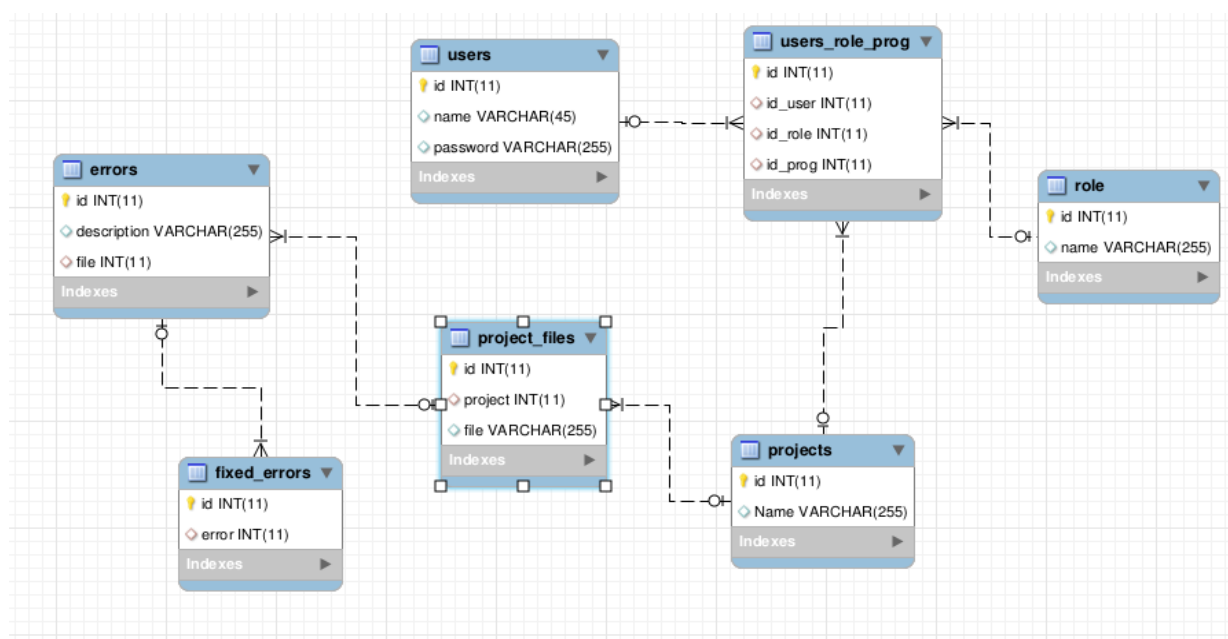 users
id INT(11)
name VARCHAR(45)
password VARCHAR(255)
Indexes
users_role_prog
id INT(11)
id_user INT(11)
id_role INT(11)
id_prog INT(11)
Indexes
errors
id INT(11)
description VARCHAR(255)
file INT(11)
Indexes
role
id INT(11)
name VARCHAR(255)
Indexes
project_files
id INT(11)
project INT(11)
file VARCHAR(255)
Indexes
fixed_errors
id INT(11)
error INT(11)
Indexes
projects
id INT(11)
Name VARCHAR(255)
Indexes